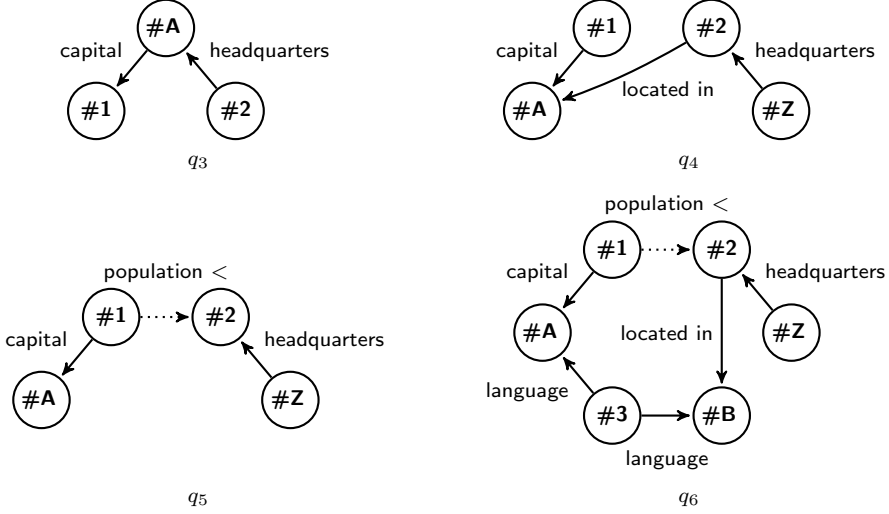 #A
capital
headquarters
#1
#2
q3
#1
#2
capital
headquarters
located in
#A
#Z
q4
population <
#1
#2
capital
headquarters
#A
#Z
q5
population <
#1
#2
capital
headquarters
#A
located in
#Z
language
#3
#B
language
q6